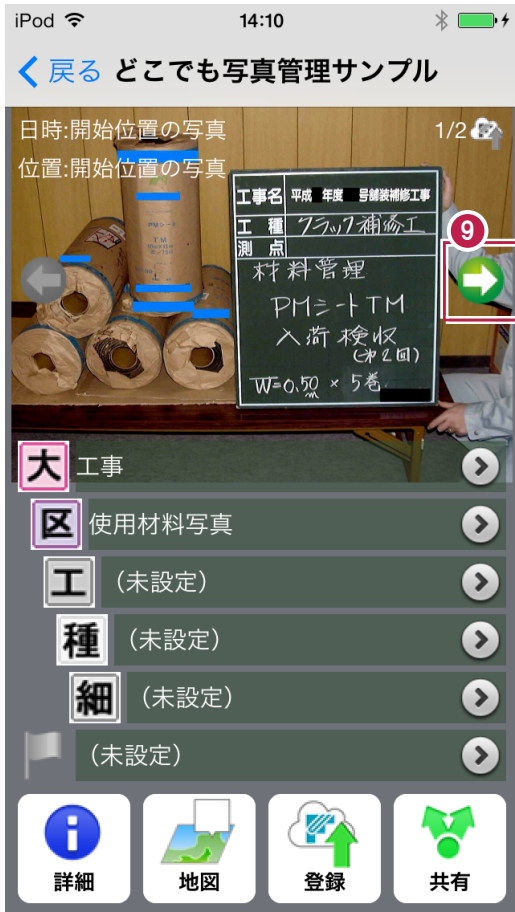 iPod 14:10
戻る どこでも写真管理サンプル
日時:開始位置の写真 1/2
位置:開始位置の写真
工事名 平成 年度 号舗装補修工事
工種 クラック補修工
測点
材料管理
PMシートTM
入荷検収
(第2回)
W=0.50m × 5巻
TM
9
大 工事
区 使用材料写真
工 (未設定)
種 (未設定)
細 (未設定)
(未設定)
詳細 地図 登録 共有